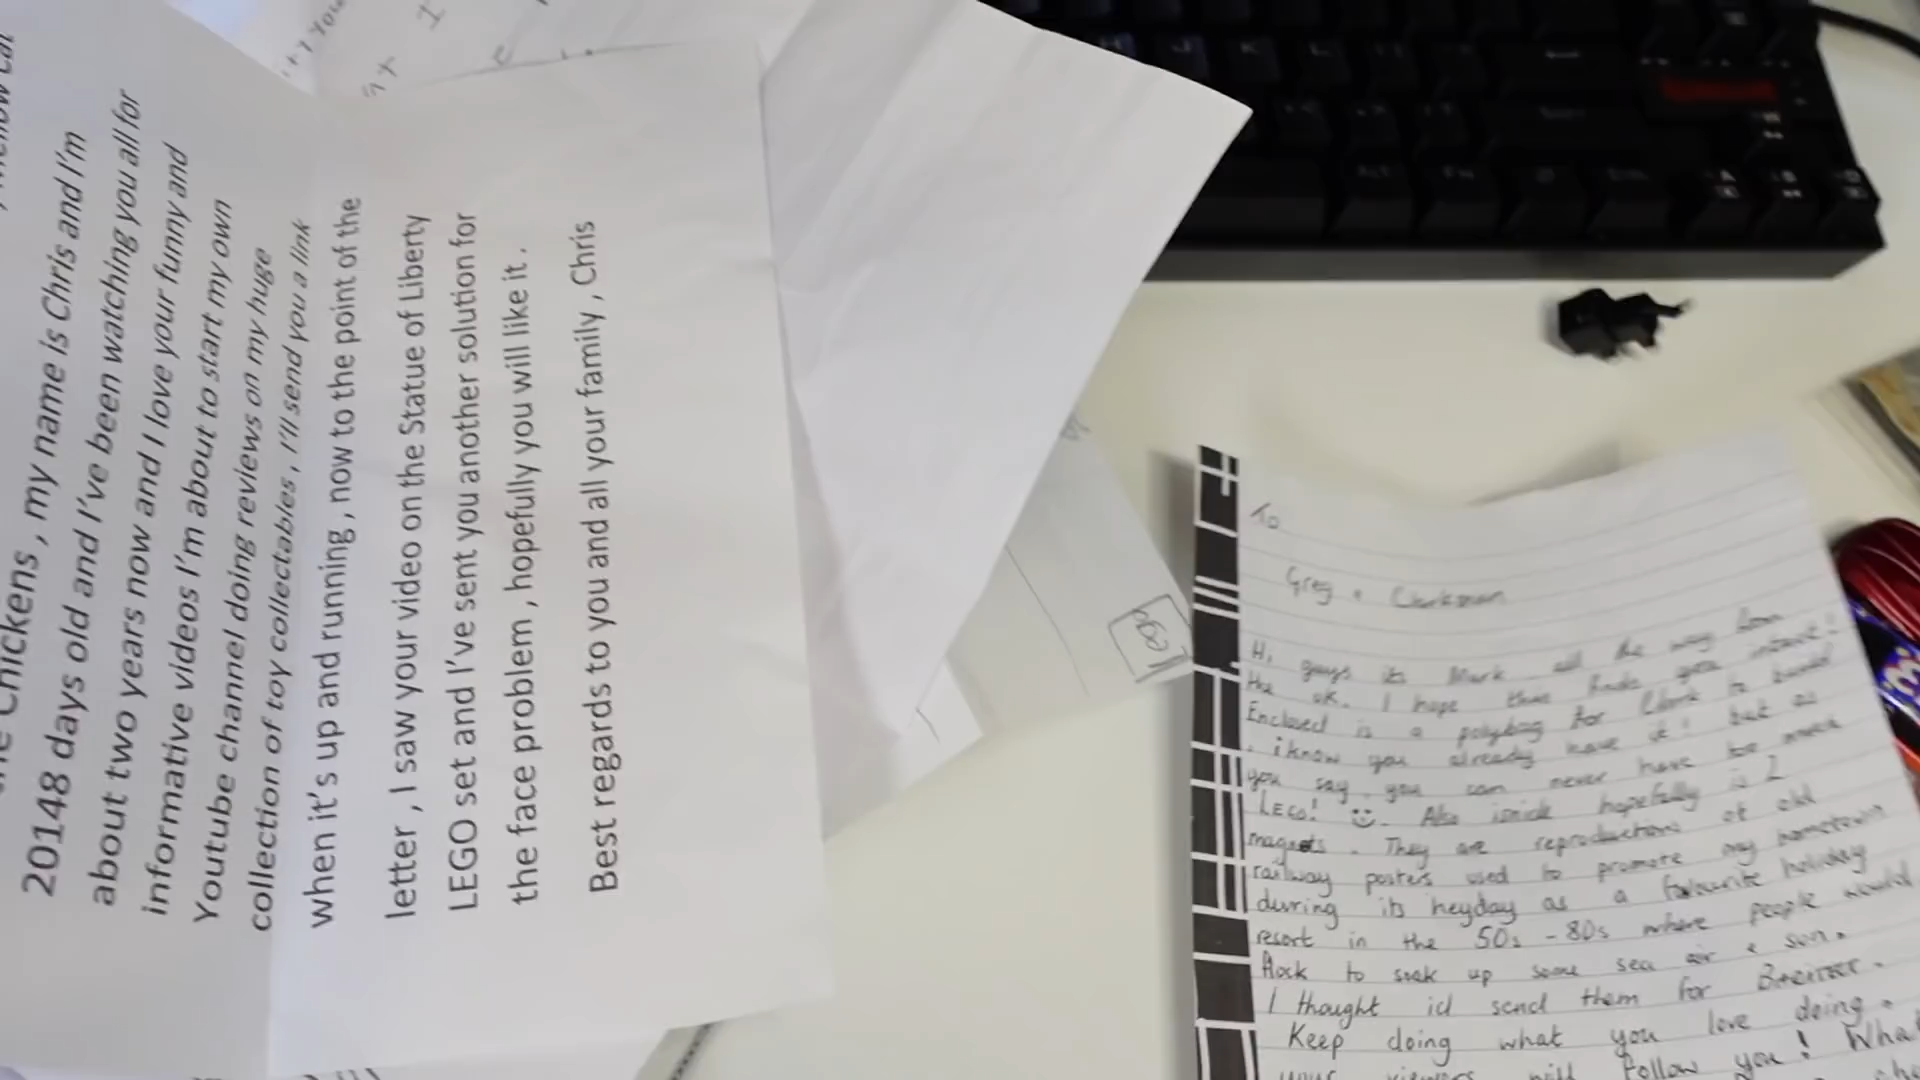 Chickens , my name is Chris and I'm
20148 days old and I've been watching you all for
about two years now and I love your funny and
informative videos I'm about to start my own
Youtube channel doing reviews on my huge
collection of toy collectables , I'll send you a link
when it's up and running , now to the point of the
letter , I saw your video on the Statue of Liberty
LEGO set and I've sent you another solution for
the face problem , hopefully you will like it .
Best regards to you and all your family , Chris
To
Greg + Clarkman
Hi guys its Mark all the way from
the UK. I hope this finds you
Enclosed is a polybag for Clark to build
. i know you already have it! but as
you say, you can never have too much
LEGO! Also inside hopefully is 2
magnets. They are reproductions of old
railway posters used to promote my hometown
during its heyday as a favourite holiday
resort in the 50s - 80s where people would
flock to soak up some sea air + sun.
I thought id send them for
Keep doing what you love doing.
your viewers will follow you! What